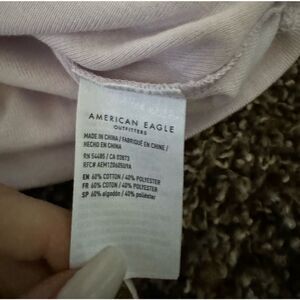 AMERICAN EAGLE
OUTFITTERS
MADE IN CHINA / FABRIQUÉ EN CHINE /
HECHO EN CHINA
RN 54485 / CA 03873
EN 60% COTTON / 40% POLYESTER
FR 60% COTON / 40% POLYESTER
SP 60% algodón / 40% poliéster